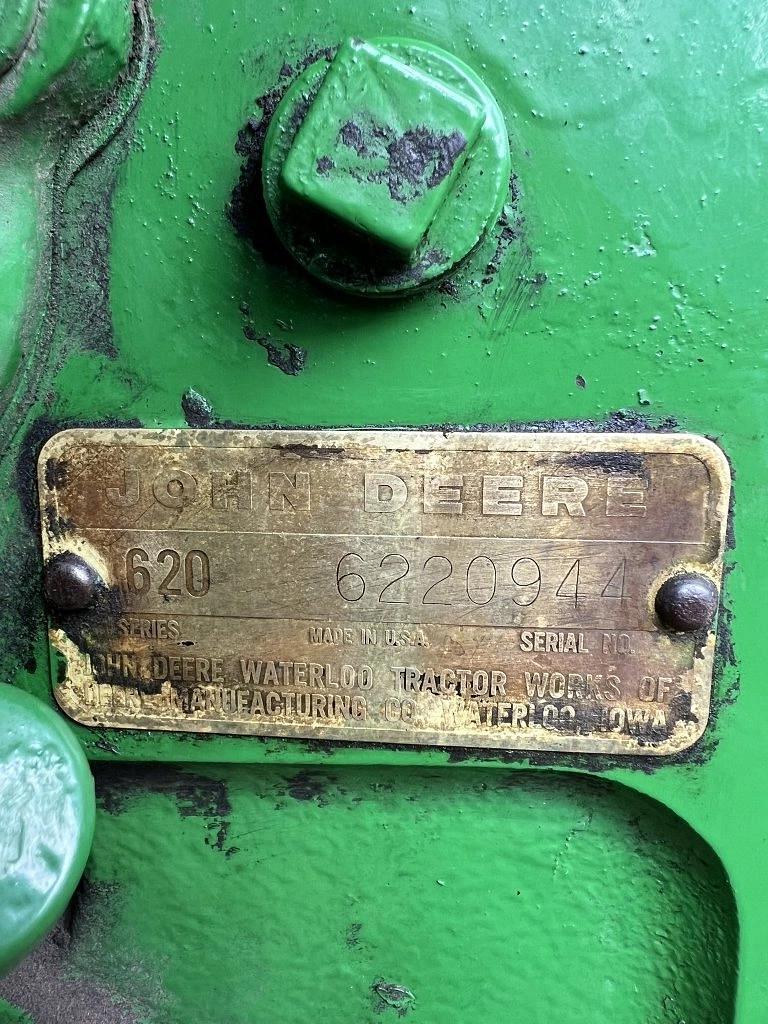 JOHN DEERE
620 6220944
SERIES MADE IN U.S.A. SERIAL NO.
JOHN DEERE WATERLOO TRACTOR WORKS OF
DEERE MANUFACTURING CO. WATERLOO, IOWA